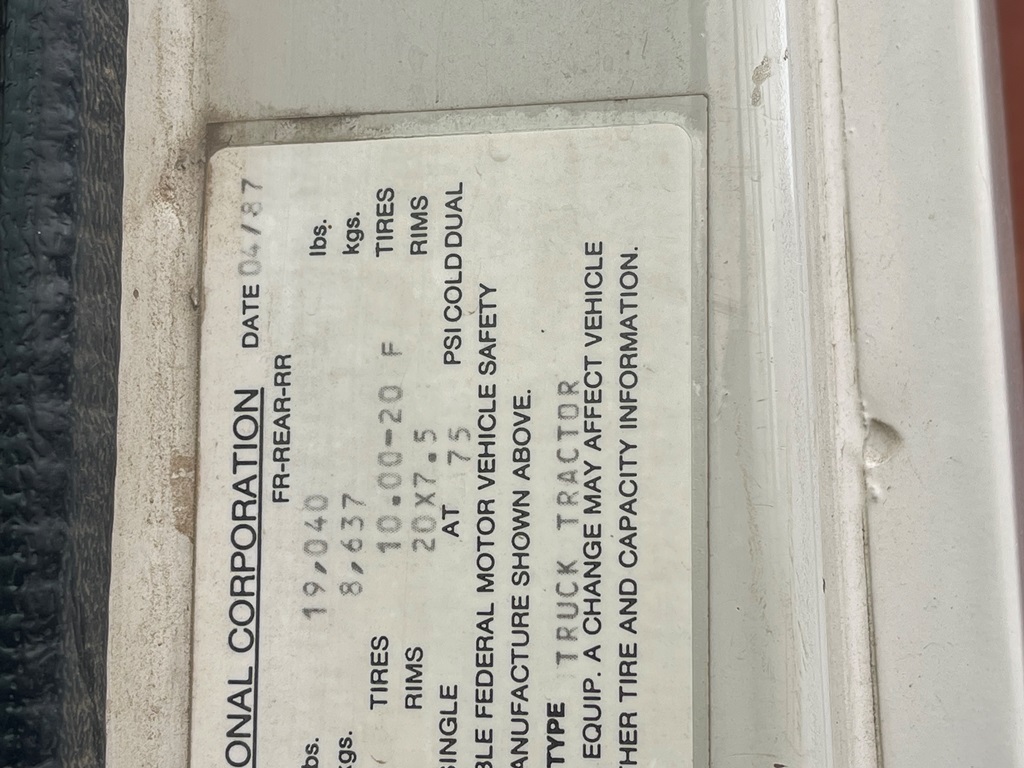 ONAL CORPORATION DATE 04/87
FR-REAR-RR
bs. 19,040 lbs.
kgs. 8,637 kgs.
TIRES 10.00-20 F TIRES
RIMS 20X7.5 RIMS
SINGLE AT 75 PSI COLD DUAL
BLE FEDERAL MOTOR VEHICLE SAFETY
ANUFACTURE SHOWN ABOVE.
TYPE TRUCK TRACTOR
EQUIP. A CHANGE MAY AFFECT VEHICLE
THER TIRE AND CAPACITY INFORMATION.